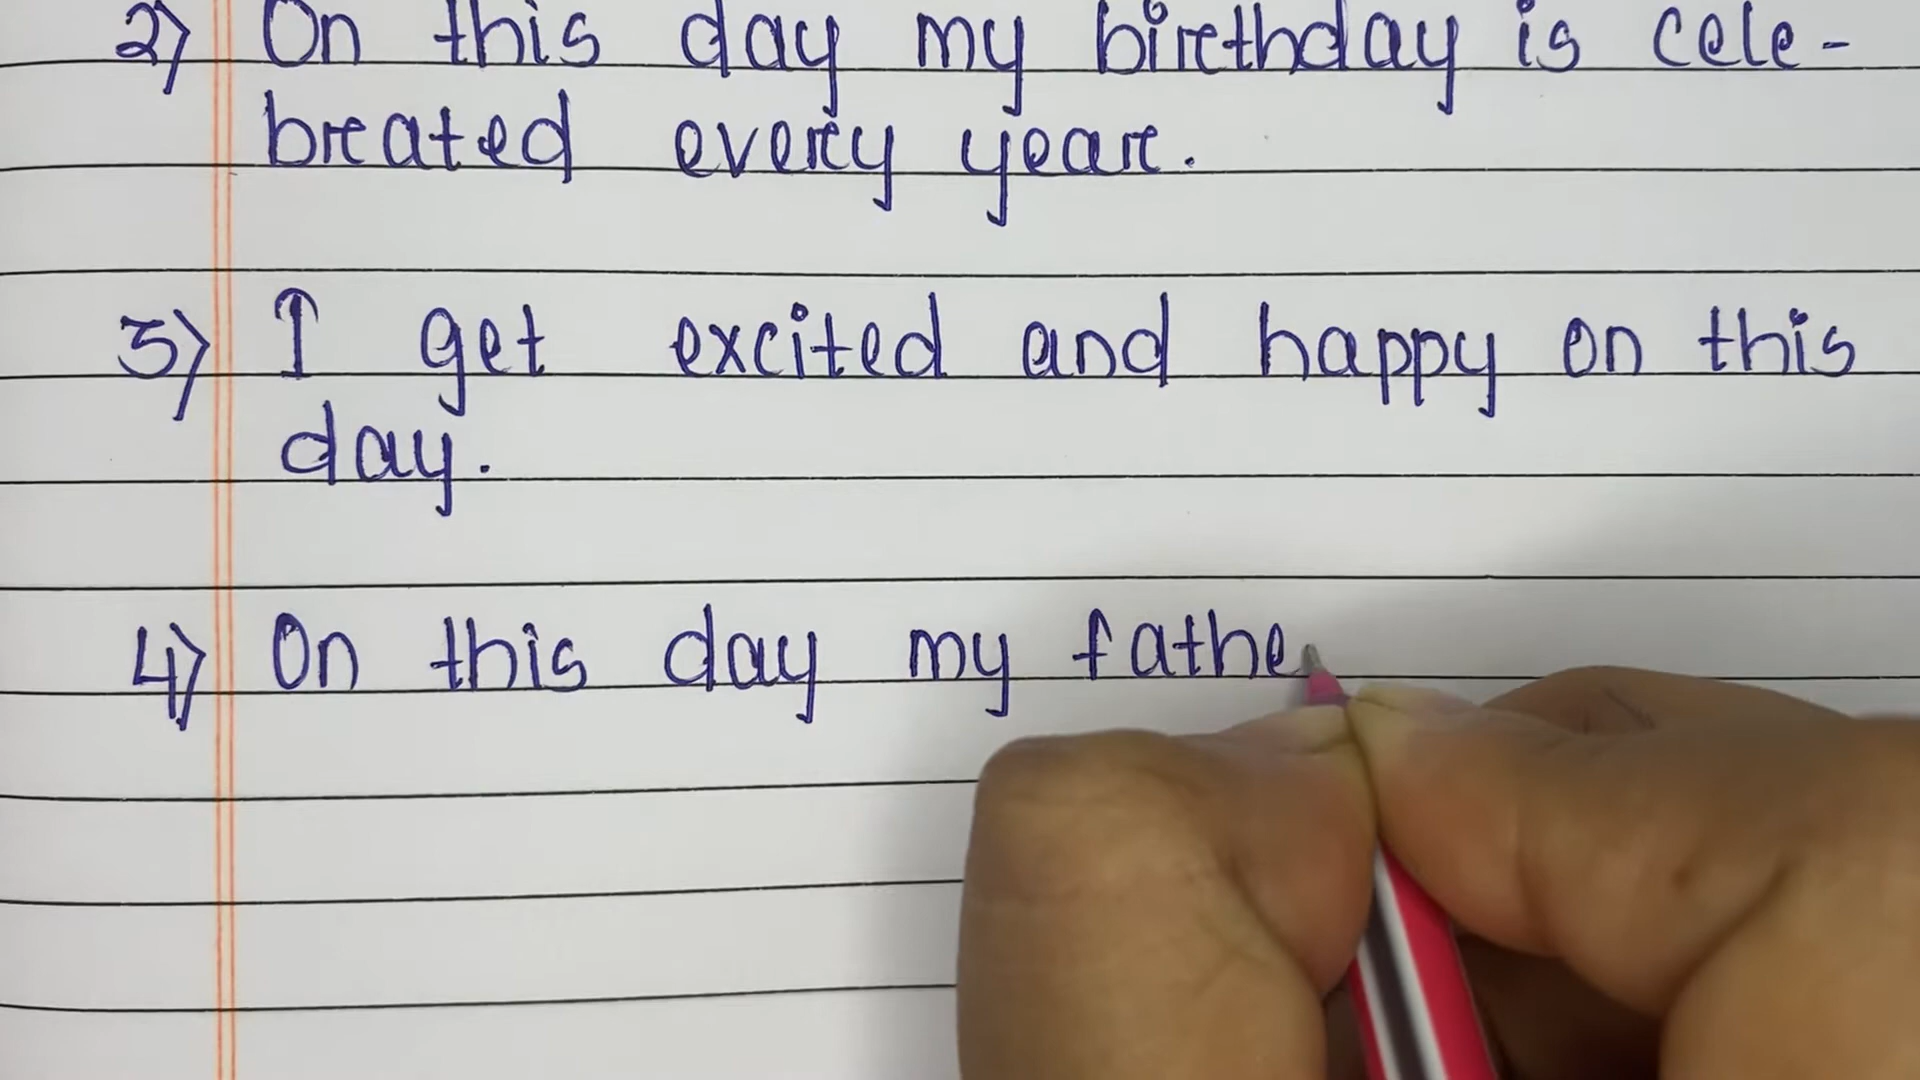 2) On this day my birthday is cele-
brated every year.
3) I get excited and happy on this
day.
4) On this day my fathe